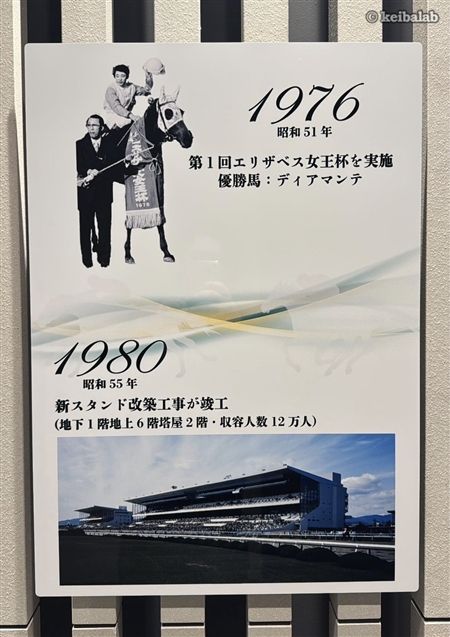 © keibalab
1976
昭和51年
第1回エリザベス女王杯を実施
優勝馬:ディアマンテ
1980
昭和55年
新スタンド改築工事が竣工
(地下1階地上6階塔屋2階・収容人数12万人)